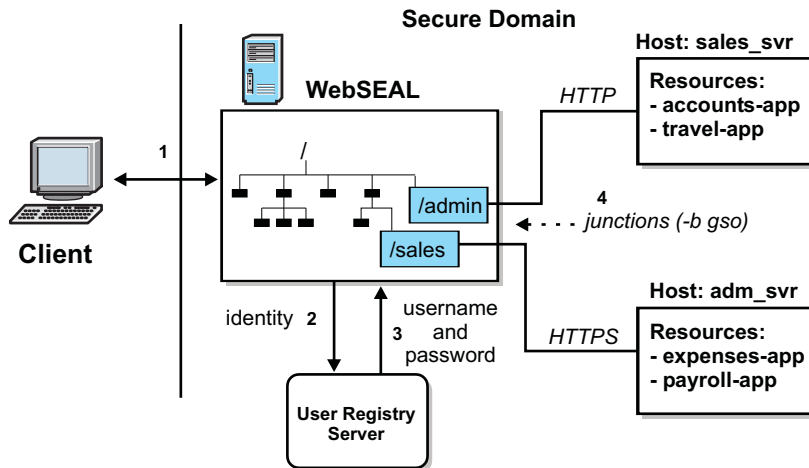 Secure Domain
Host: sales_svr
WebSEAL
Resources:
- accounts-app
- travel-app
HTTP
1
/
/admin
4
junctions (-b gso)
Client
/sales
Host: adm_svr
identity 2
3
username
and
password
HTTPS
Resources:
- expenses-app
- payroll-app
User Registry
Server